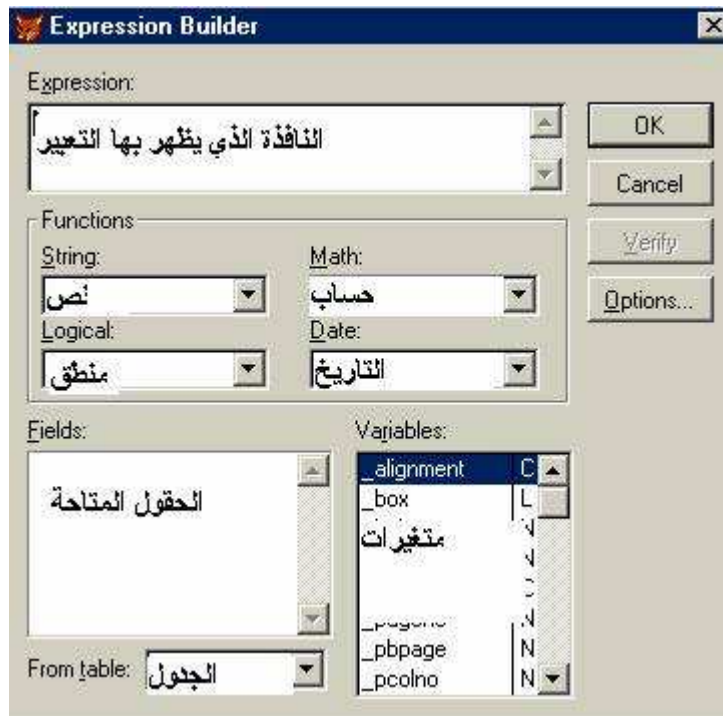 Expression Builder
Expression:
النافذة الذي يظهر بها التعبير
OK
Cancel
Functions
Verify
String:
Math:
نص
حساب
Options...
Logical:
Date:
منطق
التاريخ
Fields:
Variables:
_alignment C
_box L
الحقول المتاحة
متغيرات
N
_pbpage N
From table:
الجدول
_pcolno N